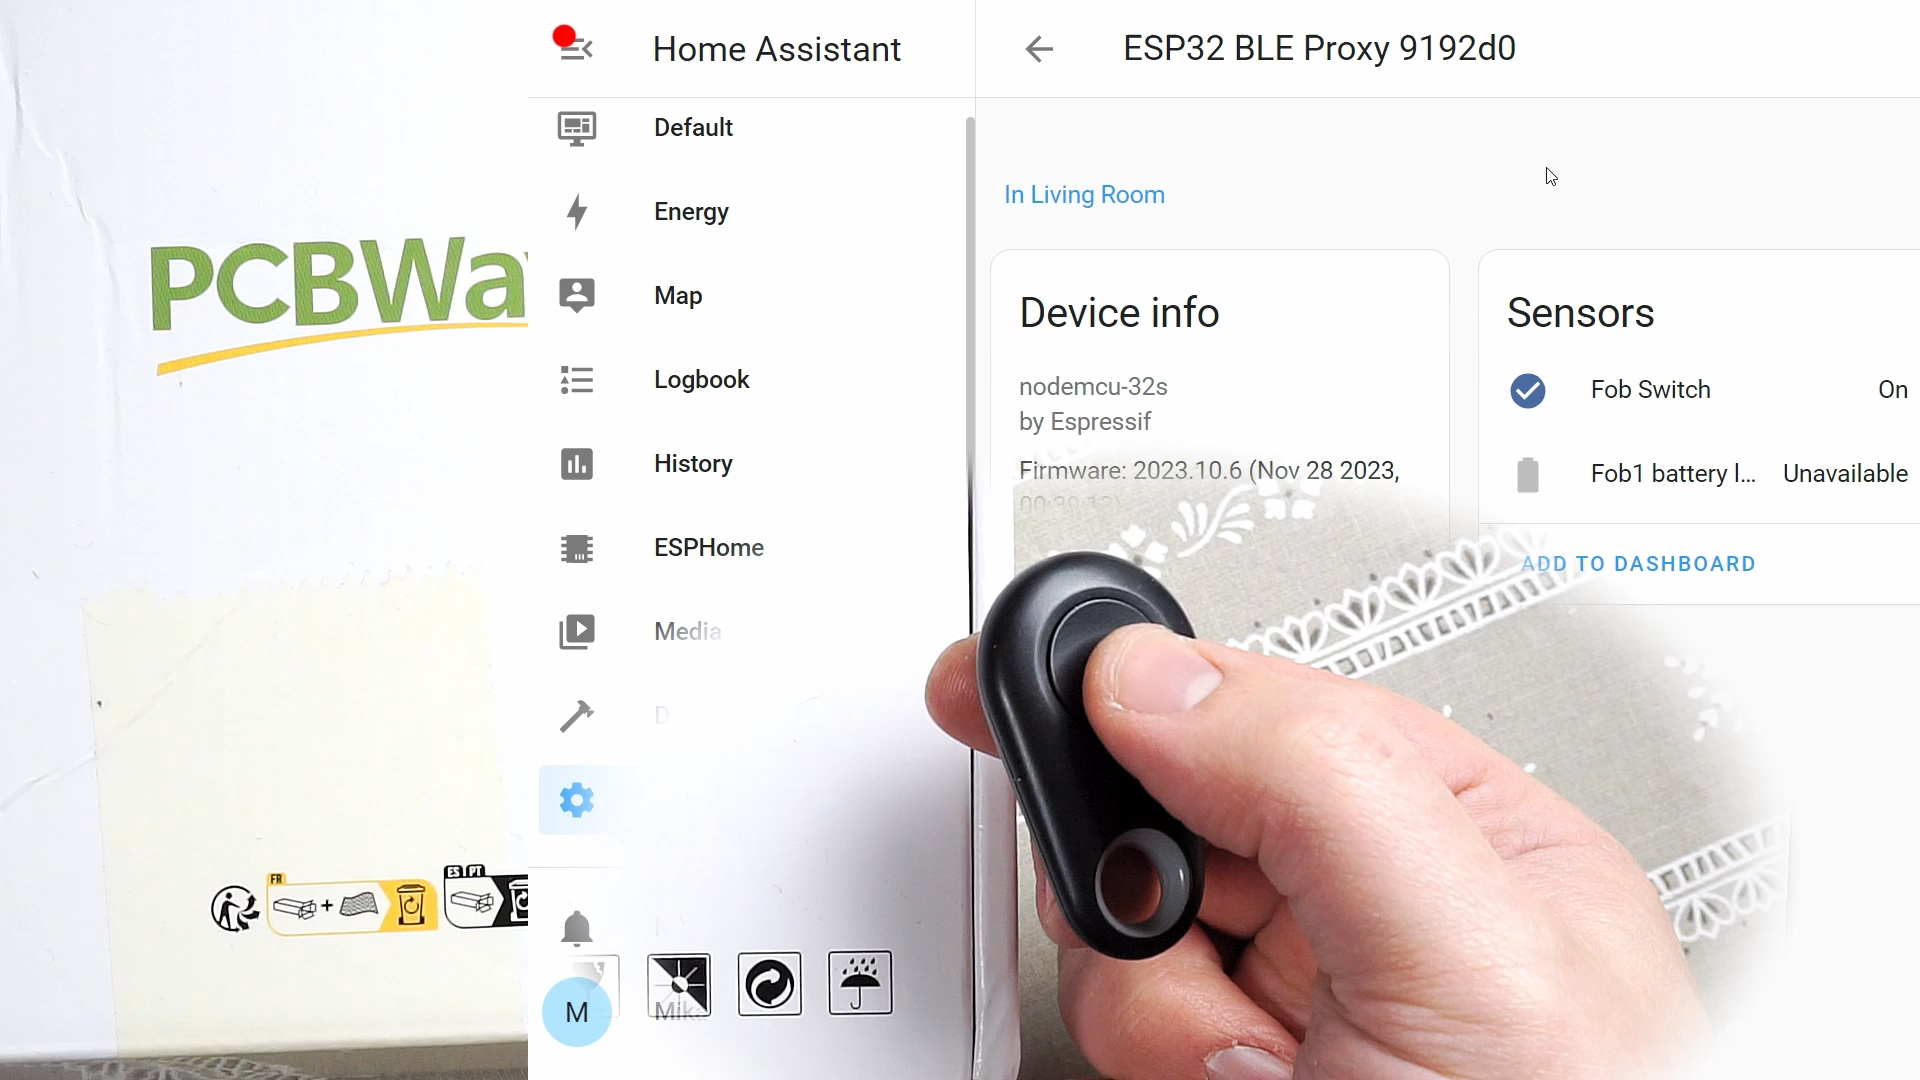 PCBWa
FR
ES PT
Home Assistant
Default
Energy
Map
Logbook
History
ESPHome
Media
D
M
ESP32 BLE Proxy 9192d0
In Living Room
Device info
nodemcu-32s
by Espressif
Firmware: 2023.10.6 (Nov 28 2023,
Sensors
Fob Switch On
Fob1 battery l... Unavailable
ADD TO DASHBOARD